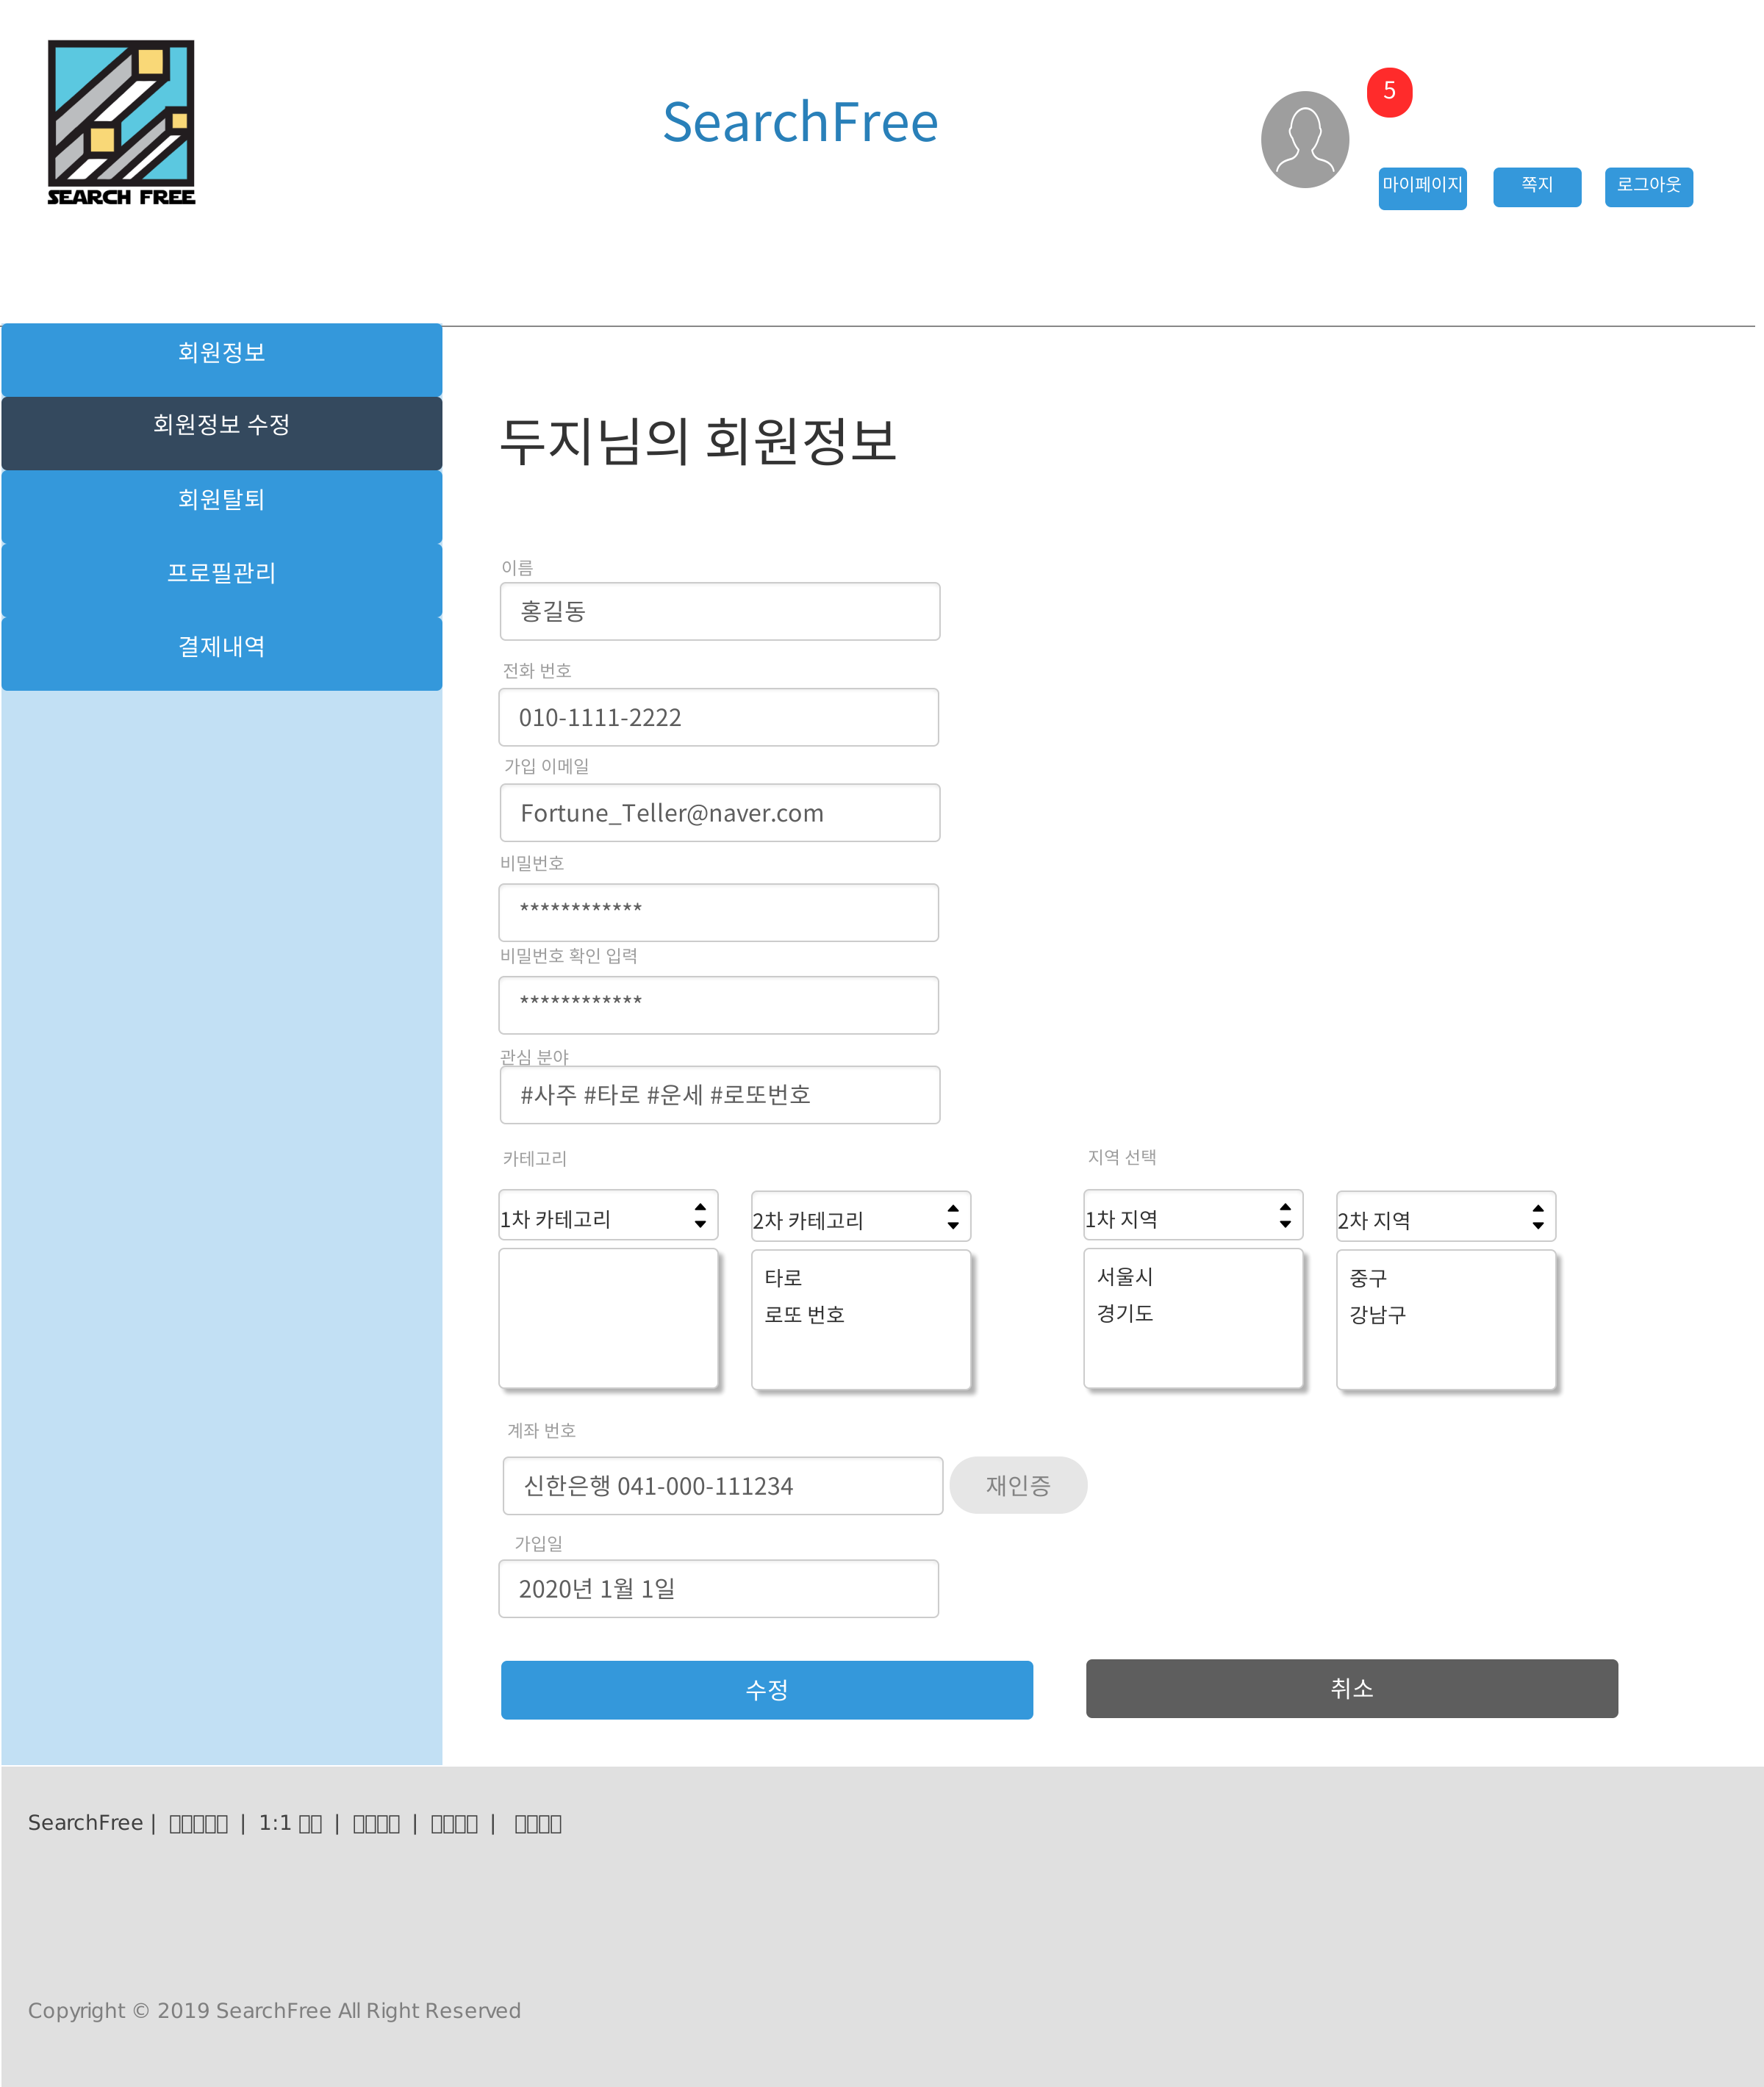 SEARCH FREE
SearchFree
5
마이페이지 쪽지 로그아웃
회원정보
회원정보 수정
회원탈퇴
프로필관리
결제내역
두지님의 회원정보
이름
홍길동
전화 번호
010-1111-2222
가입 이메일
Fortune_Teller@naver.com
비밀번호
************
비밀번호 확인 입력
************
관심 분야
#사주 #타로 #운세 #로또번호
카테고리
1차 카테고리
2차 카테고리
타로
로또 번호
지역 선택
1차 지역
서울시
경기도
2차 지역
중구
강남구
계좌 번호
신한은행 041-000-111234
재인증
가입일
2020년 1월 1일
수정
취소
SearchFree | | 1:1 | | |
Copyright © 2019 SearchFree All Right Reserved